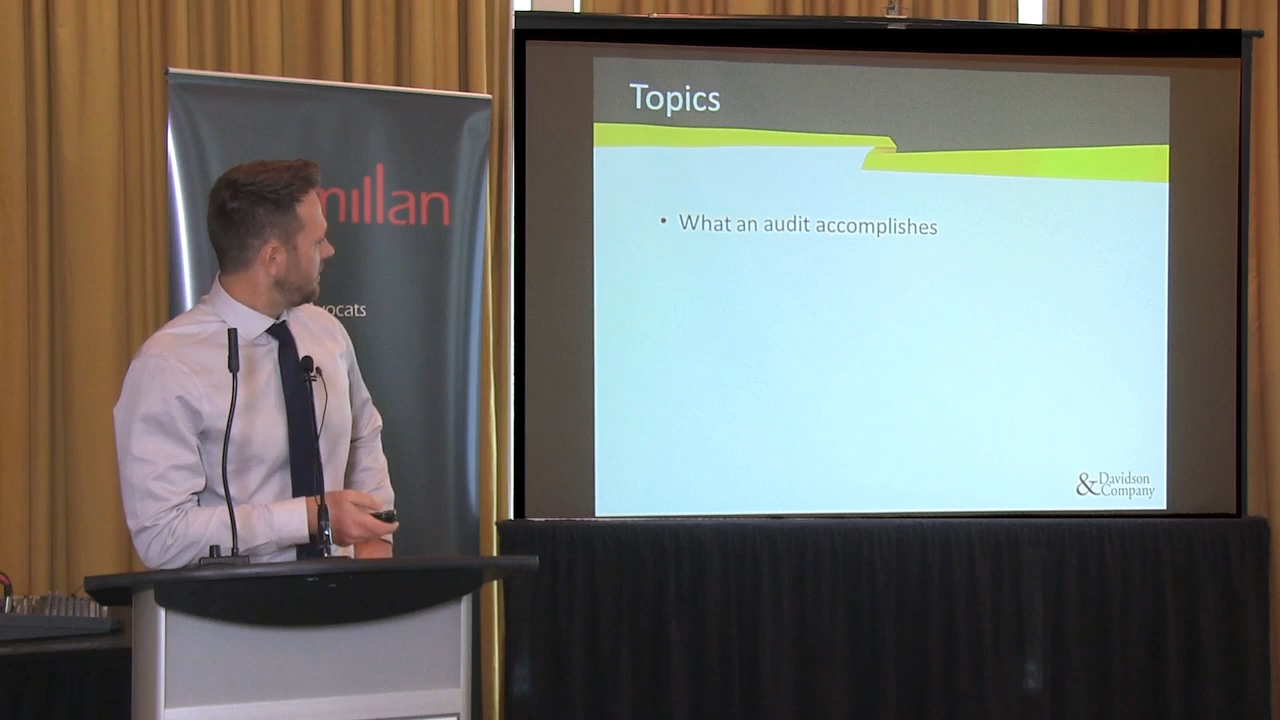 millan
vocats
Topics
• What an audit accomplishes
& Davidson
Company